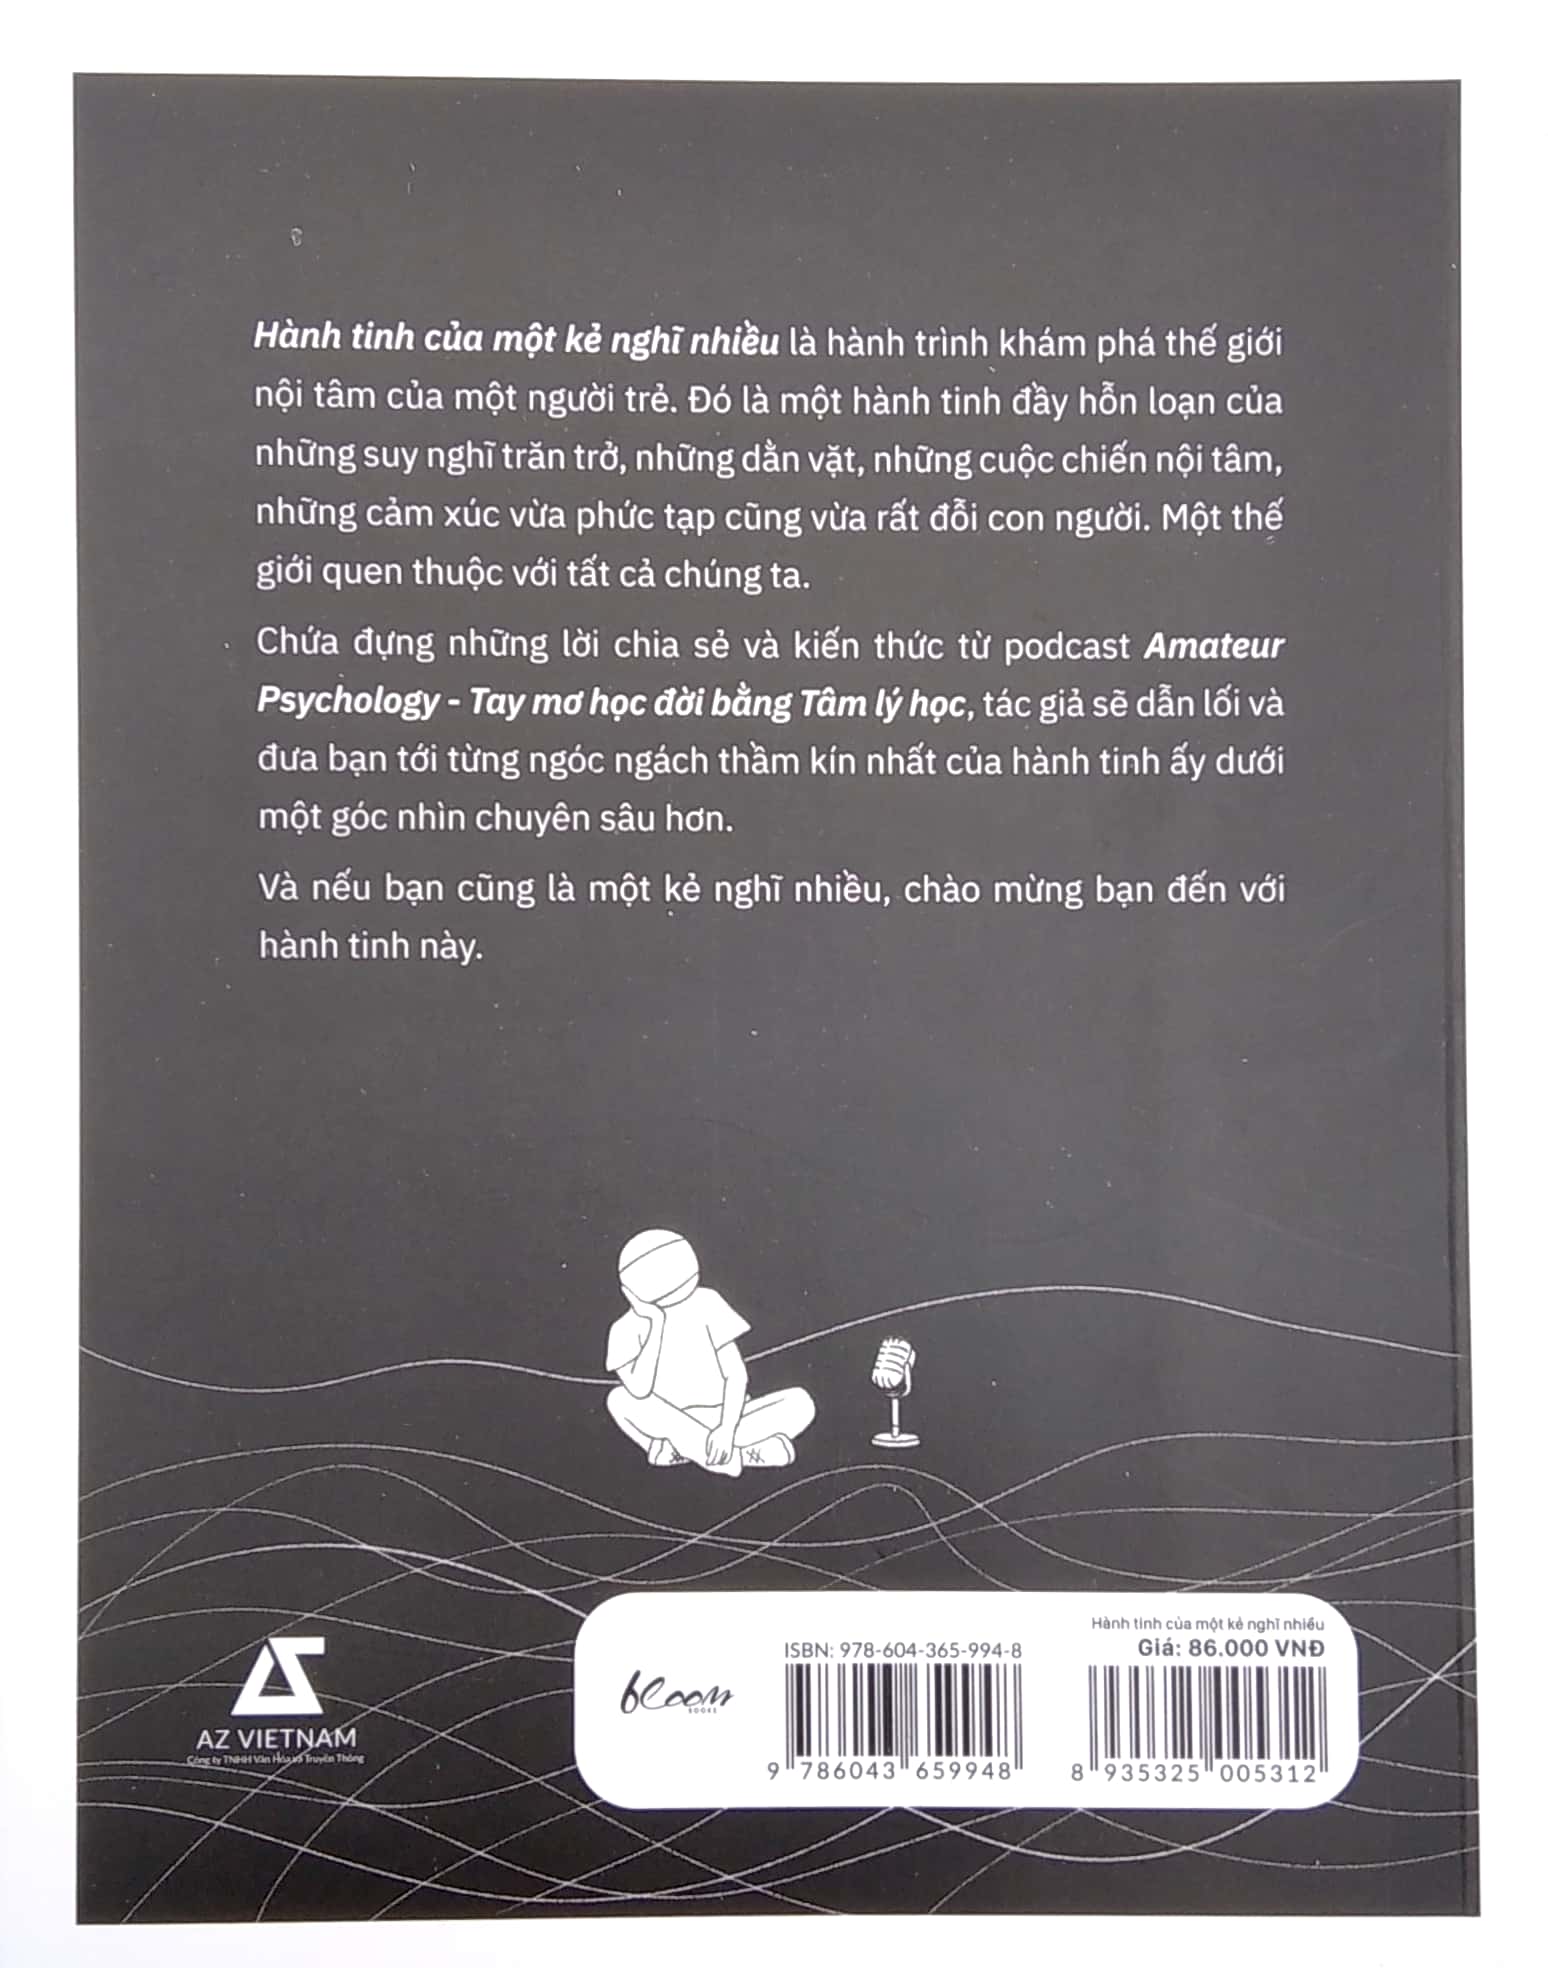 Hành tinh của một kẻ nghĩ nhiều là hành trình khám phá thế giới
nội tâm của một người trẻ. Đó là một hành tinh đầy hỗn loạn của
những suy nghĩ trăn trở, những dằn vặt, những cuộc chiến nội tâm,
những cảm xúc vừa phức tạp cũng vừa rất đỗi con người. Một thế
giới quen thuộc với tất cả chúng ta.
Chứa đựng những lời chia sẻ và kiến thức từ podcast Amateur
Psychology - Tay mơ học đời bằng Tâm lý học, tác giả sẽ dẫn lối và
đưa bạn tới từng ngóc ngách thầm kín nhất của hành tinh ấy dưới
một góc nhìn chuyên sâu hơn.
Và nếu bạn cũng là một kẻ nghĩ nhiều, chào mừng bạn đến với
hành tinh này.
AZ VIETNAM
Công ty TNHH Văn Hóa và Truyền Thông
bloom
BOOKS
ISBN: 978-604-365-994-8
9 786043 659948
Hành tinh của một kẻ nghĩ nhiều
Giá: 86.000 VNĐ
8 935325 005312